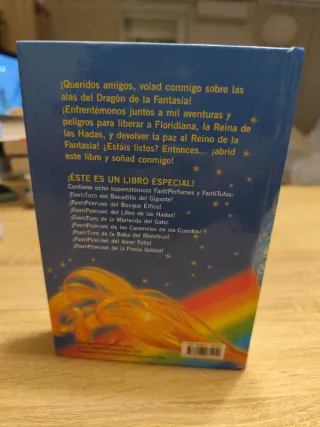 ¡Queridos amigos, volad conmigo sobre las
alas del Dragón de la Fantasía!
¡Enfrentémonos juntos a mil aventuras y
peligros para liberar a Floridiana, la Reina de
las Hadas, y devolver la paz al Reino de la
Fantasía! ¿Estáis listos? Entonces... ¡abrid
este libro y soñad conmigo!
¡ÉSTE ES UN LIBRO ESPECIAL!
Contiene ocho superratónicos FantiPerfumes y FantiTufos:
¡FantiTufo del Bocadillo del Gigante!
¡FantiPerfume del Bosque Élfico!
¡FantiPerfume del Libro de las Hadas!
¡FantiTufo de la Merienda del Gato!
¡FantiPerfume de los Caramelos de los Cuentos!
¡FantiTufo de la Baba del Monstruo!
¡FantiPerfume del Amor Feliz!
¡FantiPerfume de la Fiesta Golosa!